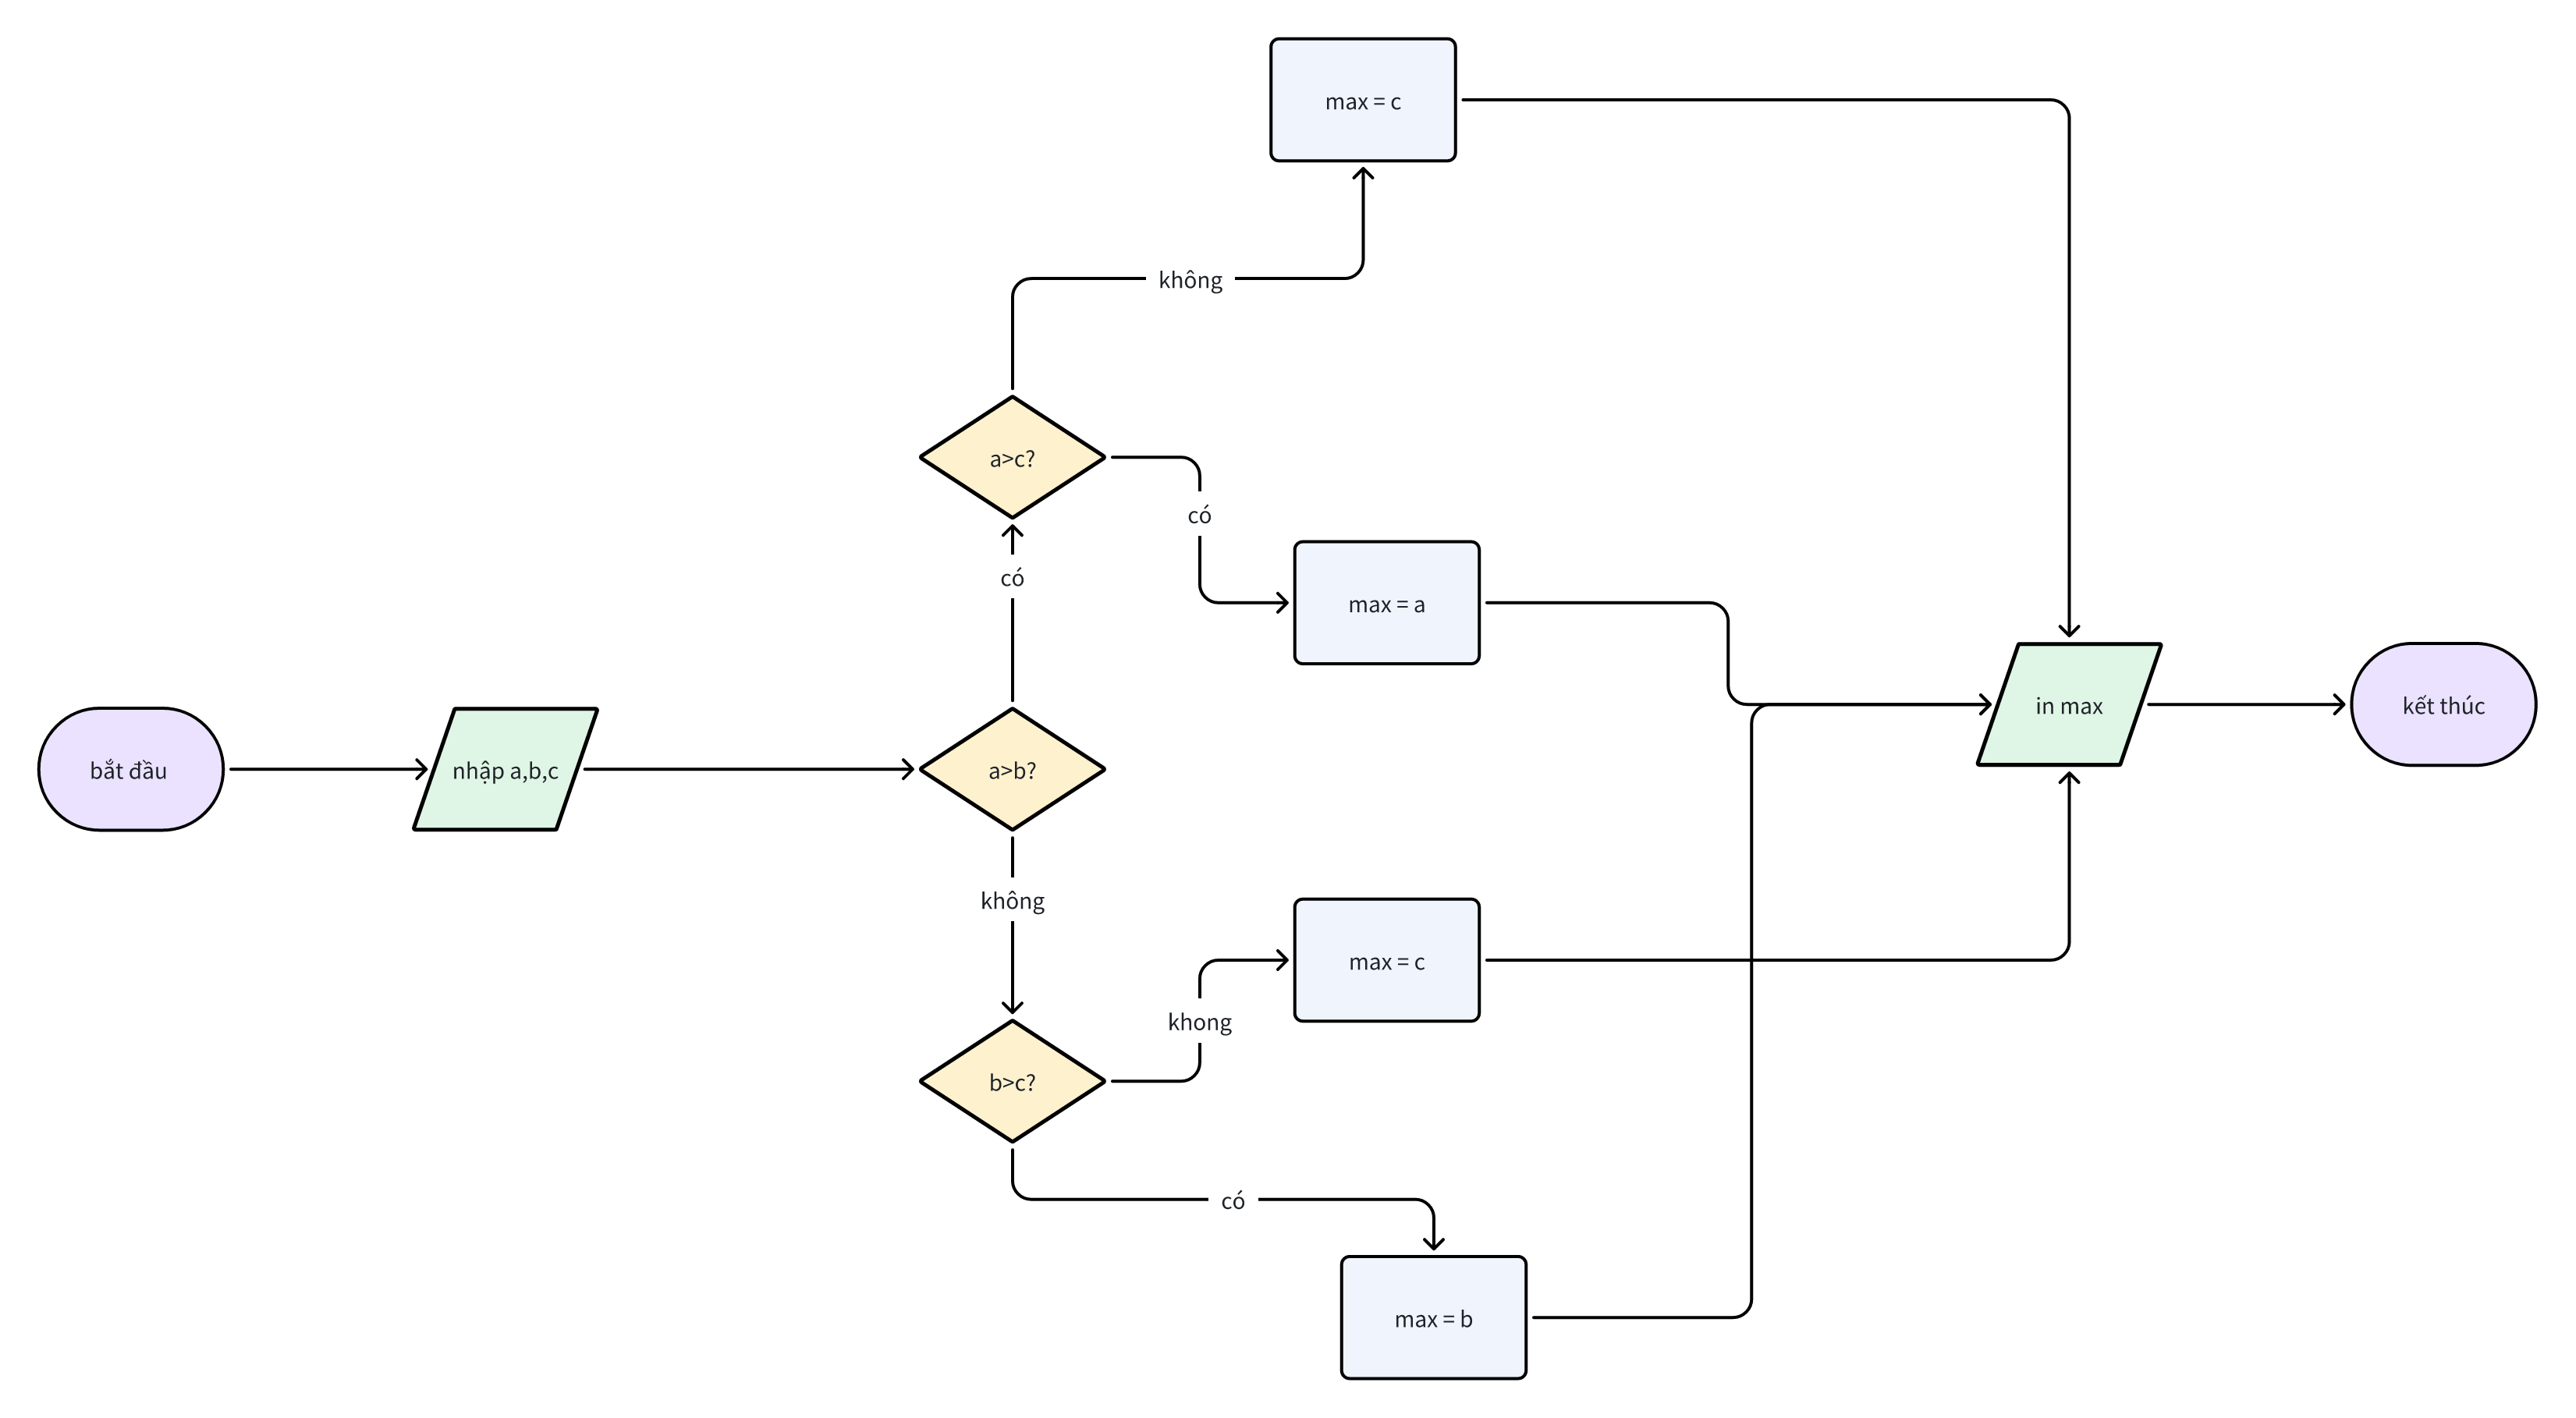 max = c
không
a>c?
có
có
max = a
bắt đầu
nhập a,b,c
a>b?
in max
kết thúc
không
max = c
khong
b>c?
có
max = b